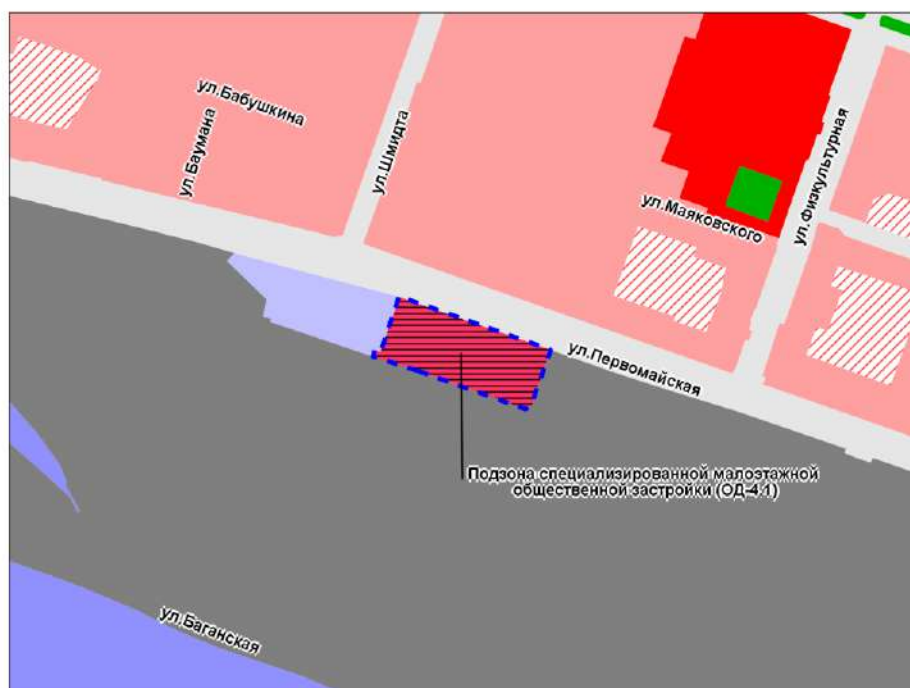 ул.Бабушкина
ул.Баумана
ул.Шмидта
ул.Физкультурная
ул.Маяковского
ул.Первомайская
Подзона специализированной малоэтажной
общественной застройки (ОД-4.1)
ул.Баганская